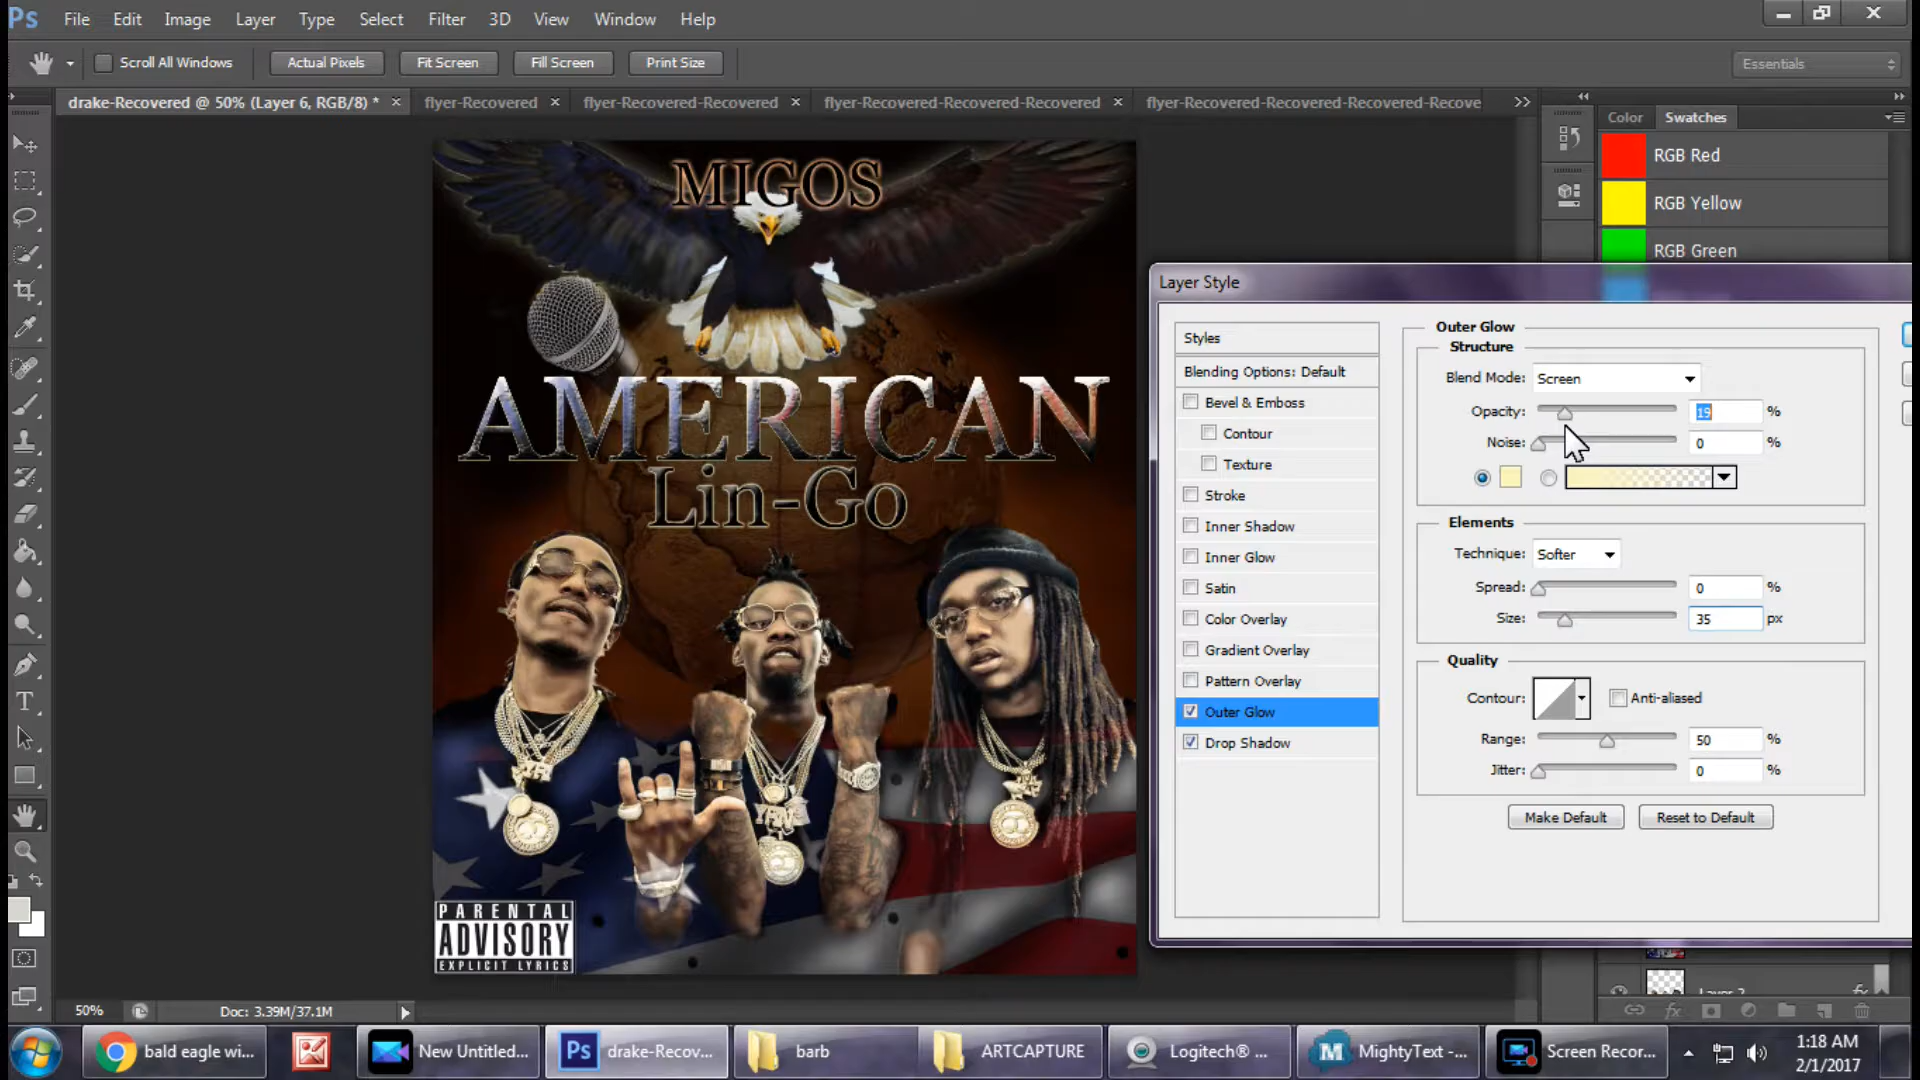 Ps File Edit Image Layer Type Select Filter 3D View Window Help
Scroll All Windows Actual Pixels Fit Screen Fill Screen Print Size Essentials
drake-Recovered @ 50% (Layer 6, RGB/8) * flyer-Recovered flyer-Recovered-Recovered flyer-Recovered-Recovered-Recovered flyer-Recovered-Recovered-Recovered-Recove
Color Swatches
RGB Red
RGB Yellow
RGB Green
MIGOS
AMERICAN
Lin-Go
PARENTAL
ADVISORY
EXPLICIT LYRICS
Layer Style
Styles
Blending Options: Default
Bevel & Emboss
Contour
Texture
Stroke
Inner Shadow
Inner Glow
Satin
Color Overlay
Gradient Overlay
Pattern Overlay
Outer Glow
Drop Shadow
Outer Glow
Structure
Blend Mode: Screen
Opacity: 19 %
Noise: 0 %
Elements
Technique: Softer
Spread: 0 %
Size: 35 px
Quality
Contour: Anti-aliased
Range: 50 %
Jitter: 0 %
Make Default Reset to Default
50% Doc: 3.39M/37.1M
bald eagle wi... New Untitled... Ps drake-Recov... barb ARTCAPTURE Logitech® ... M MightyText -... Screen Recor... 1:18 AM
2/1/2017